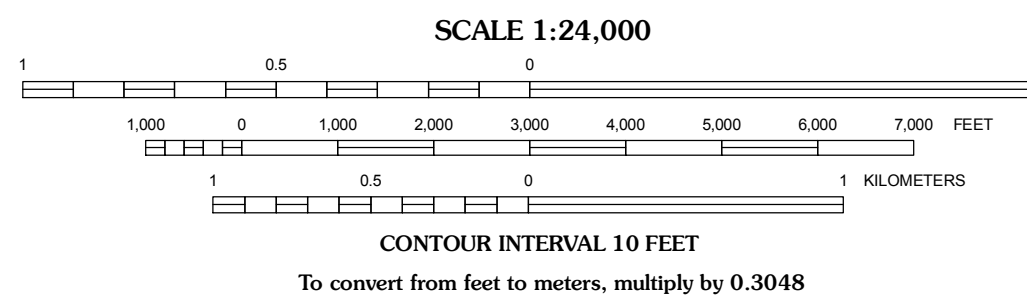 SCALE 1:24,000
1 0.5 0
1,000 0 1,000 2,000 3,000 4,000 5,000 6,000 7,000 FEET
1 0.5 0 1 KILOMETERS
CONTOUR INTERVAL 10 FEET
To convert from feet to meters, multiply by 0.3048